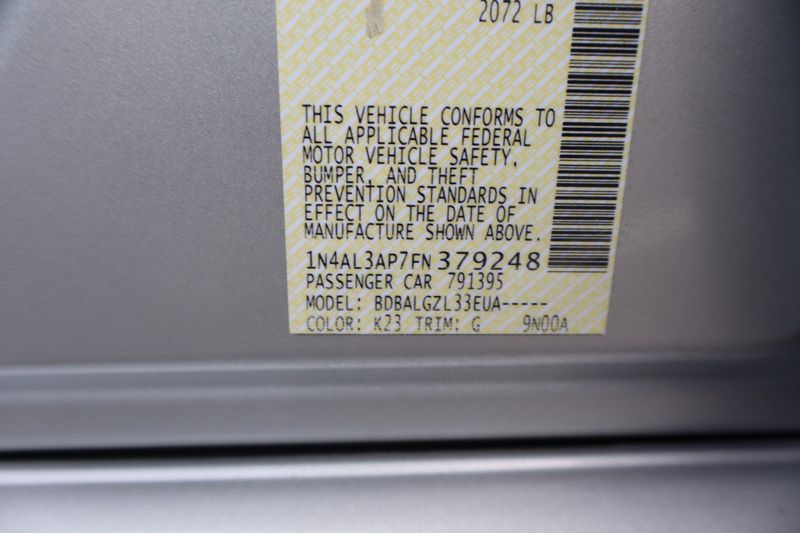 2072 LB
THIS VEHICLE CONFORMS TO
ALL APPLICABLE FEDERAL
MOTOR VEHICLE SAFETY,
BUMPER, AND THEFT
PREVENTION STANDARDS IN
EFFECT ON THE DATE OF
MANUFACTURE SHOWN ABOVE.
1N4AL3AP7FN379248
PASSENGER CAR 791395
MODEL: BDBALGZL33EUA-----
COLOR: K23 TRIM: G 9N00A